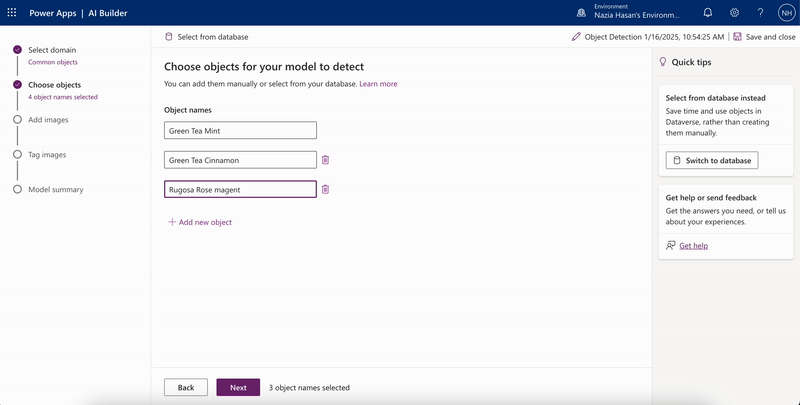 Power Apps | AI Builder
Environment
Nazia Hasan's Environm...
?
NH
Select domain
Common objects
Choose objects
4 object names selected
Add images
Tag images
Model summary
Select from database
Object Detection 1/16/2025, 10:54:25 AM
Save and close
Choose objects for your model to detect
You can add them manually or select from your database. Learn more
Object names
Green Tea Mint
Green Tea Cinnamon
Rugosa Rose magent
+ Add new object
Back
Next
3 object names selected
Quick tips
Select from database instead
Save time and use objects in
Dataverse, rather than creating
them manually.
Switch to database
Get help or send feedback
Get the answers you need, or tell us
about your experiences.
Get help